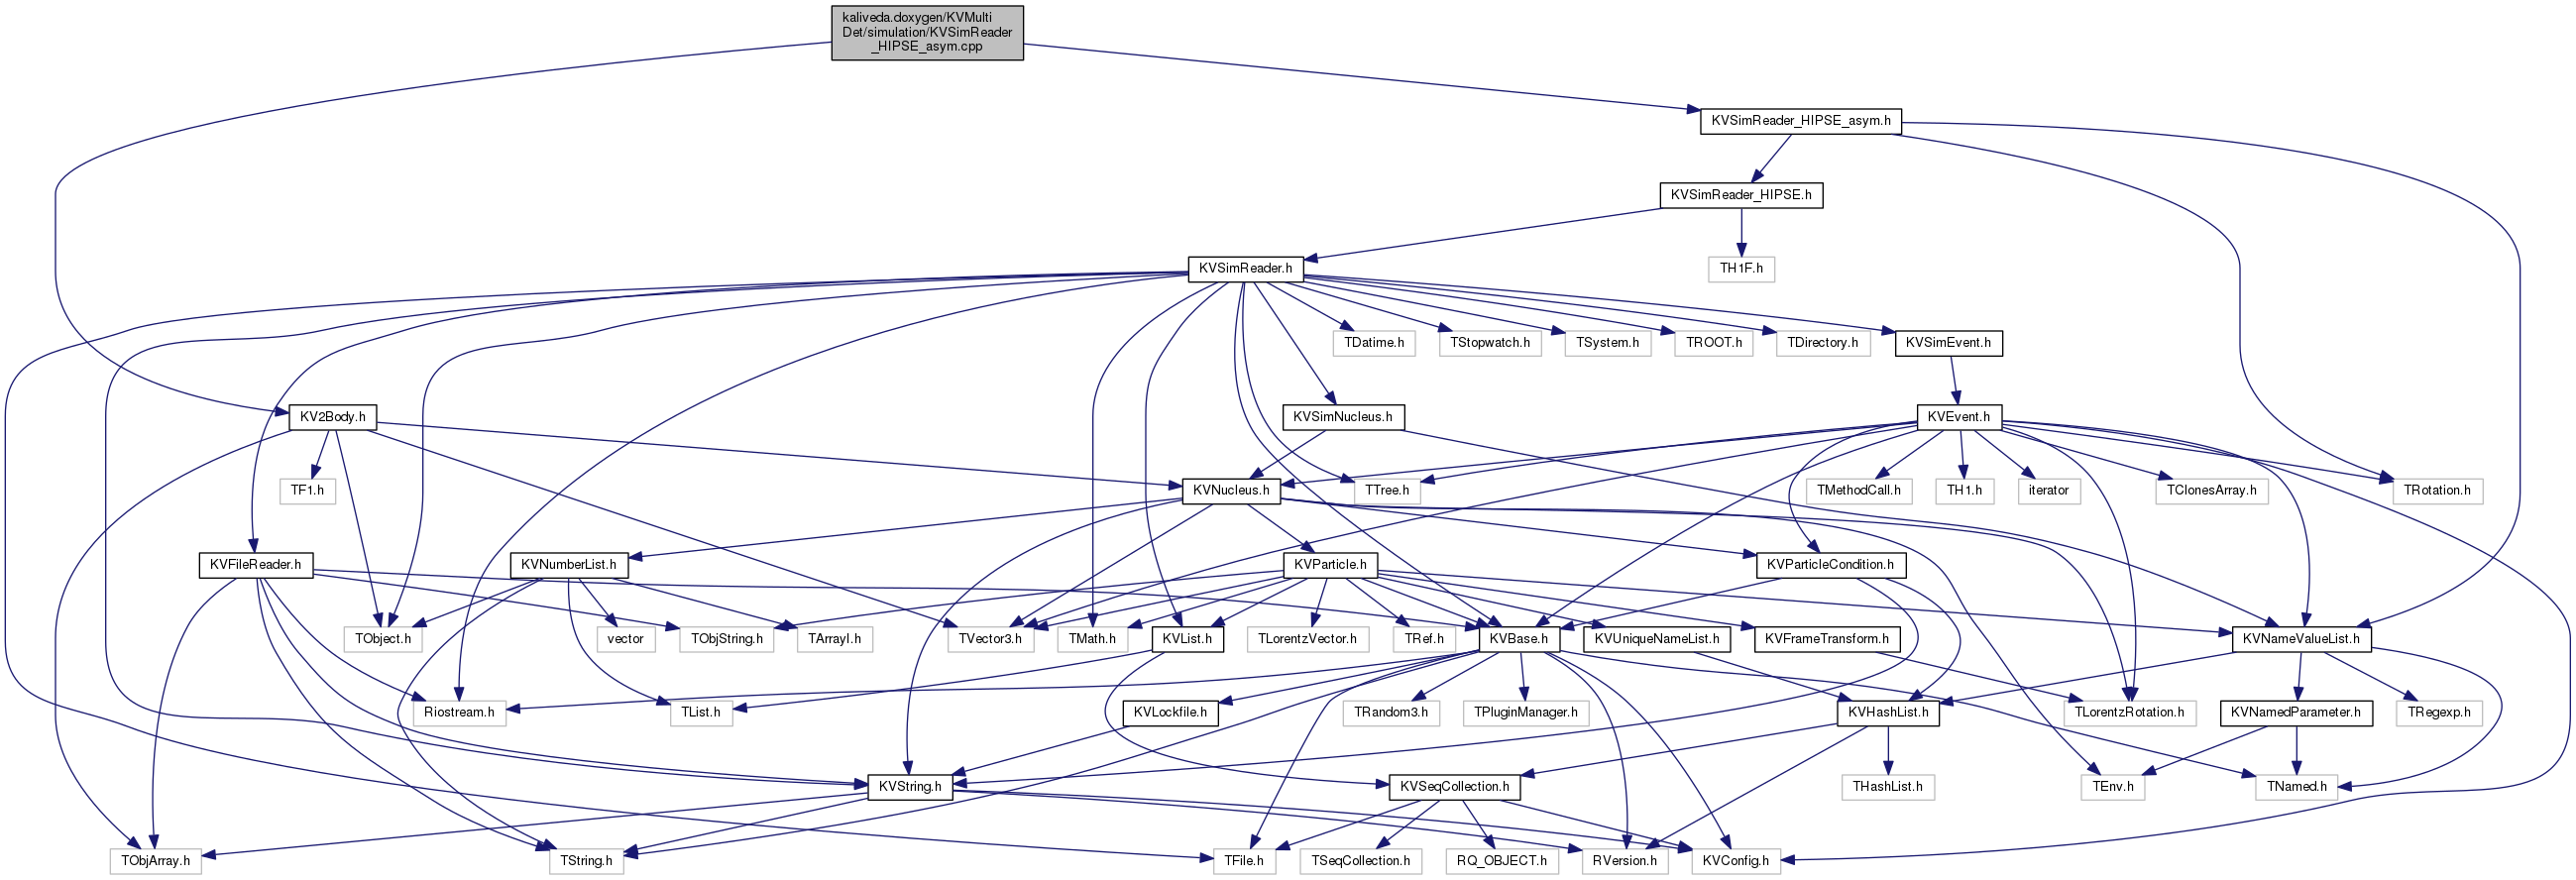 kaliveda.doxygen/KVMulti
Det/simulation/KVSimReader
_HIPSE_asym.cpp
KVSimReader_HIPSE_asym.h
KVSimReader_HIPSE.h
KVSimReader.h
TH1F.h
TDatime.h
TStopwatch.h
TSystem.h
TROOT.h
TDirectory.h
KVSimEvent.h
KV2Body.h
KVSimNucleus.h
KVEvent.h
TF1.h
KVNucleus.h
TTree.h
TMethodCall.h
TH1.h
iterator
TClonesArray.h
TRotation.h
KVFileReader.h
KVNumberList.h
KVParticle.h
KVParticleCondition.h
TObject.h
vector
TObjString.h
TArrayI.h
TVector3.h
TMath.h
KVList.h
TLorentzVector.h
TRef.h
KVBase.h
KVUniqueNameList.h
KVFrameTransform.h
KVNameValueList.h
Riostream.h
TList.h
KVLockfile.h
TRandom3.h
TPluginManager.h
KVHashList.h
TLorentzRotation.h
KVNamedParameter.h
TRegexp.h
KVString.h
KVSeqCollection.h
THashList.h
TEnv.h
TNamed.h
TObjArray.h
TString.h
TFile.h
TSeqCollection.h
RQ_OBJECT.h
RVersion.h
KVConfig.h